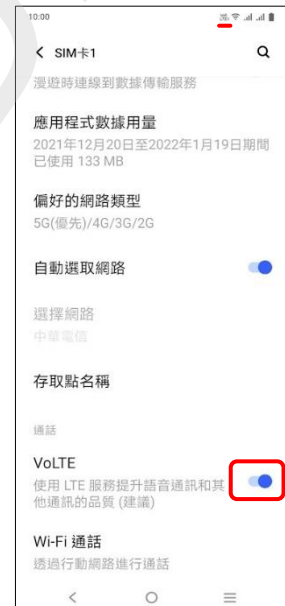 10:00
SIM卡1
漫遊時連線到數據傳輸服務
應用程式數據用量
2021年12月20日至2022年1月19日期間
已使用 133 MB
偏好的網路類型
5G(優先)/4G/3G/2G
自動選取網路
選擇網路
中華電信
存取點名稱
通話
VoLTE
使用 LTE 服務提升語音通訊和其
他通訊的品質 (建議)
Wi-Fi 通話
透過行動網路進行通話